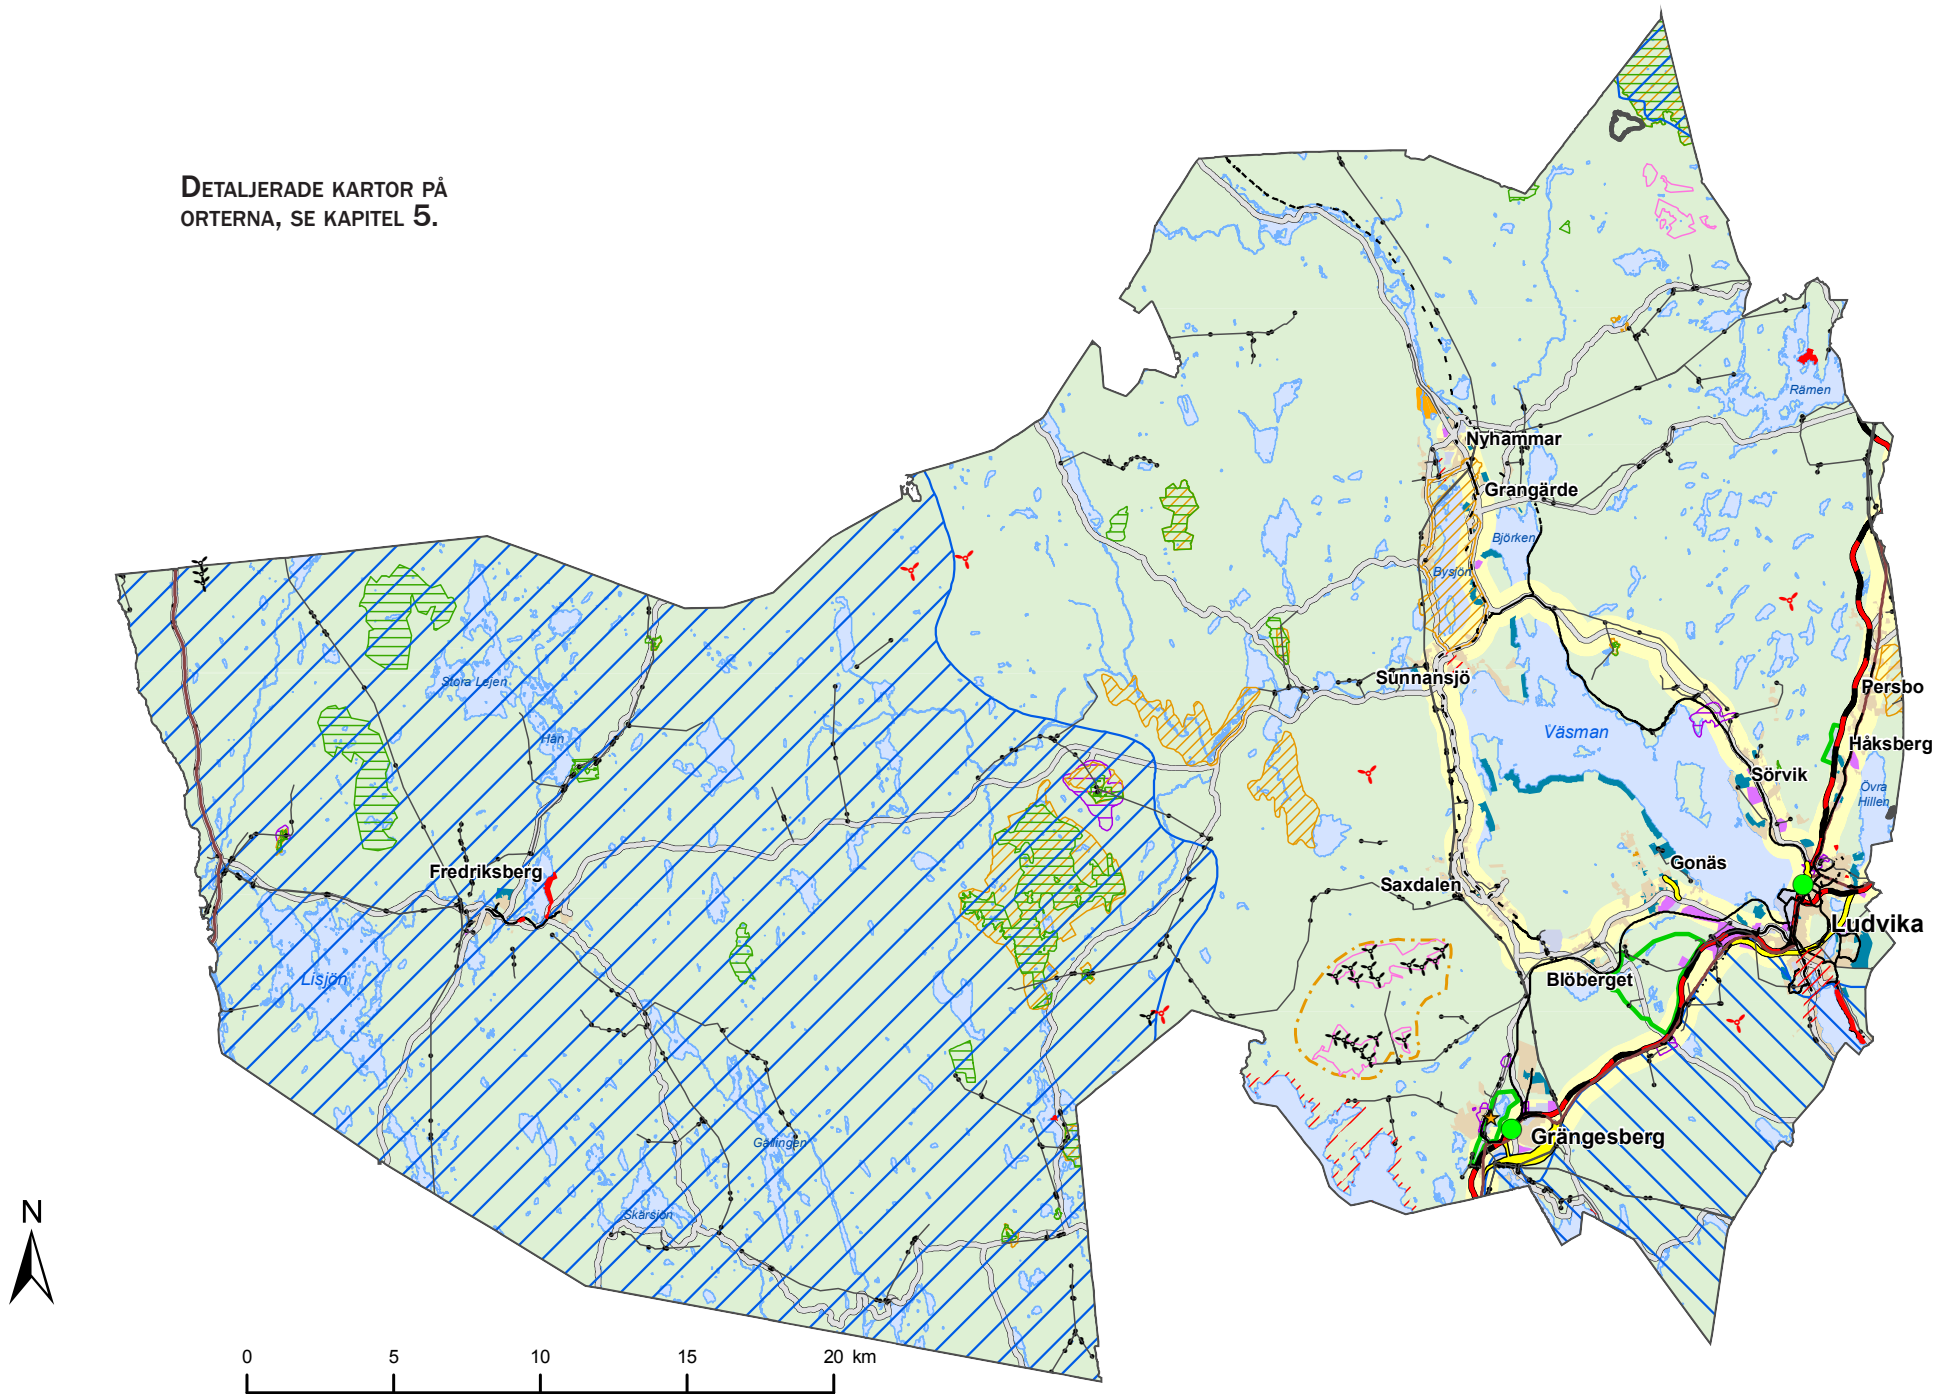 DETALJERADE KARTOR PÅ
ORTERNA, SE KAPITEL 5.
Rämen
Nyhammar
Grangärde
Björken
Bysjön
Stora Lejen
Sunnansjö
Persbo
Väsman
Hån
Håksberg
Sörvik
Övra
Hillen
Gonäs
Fredriksberg
Saxdalen
Ludvika
Lisjön
Blöberget
Grängesberg
Gällingen
Skärsjön
N
0 5 10 15 20 km